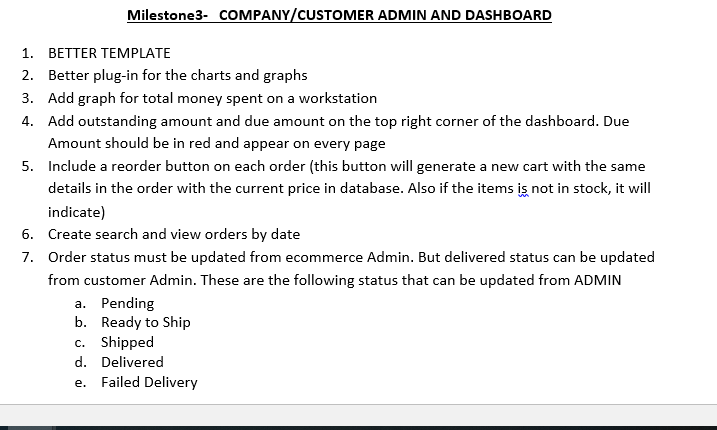 Milestone3- COMPANY/CUSTOMER ADMIN AND DASHBOARD
1. BETTER TEMPLATE
2. Better plug-in for the charts and graphs
3. Add graph for total money spent on a workstation
4. Add outstanding amount and due amount on the top right corner of the dashboard. Due
Amount should be in red and appear on every page
5. Include a reorder button on each order (this button will generate a new cart with the same
details in the order with the current price in database. Also if the items is not in stock, it will
indicate)
6. Create search and view orders by date
7. Order status must be updated from ecommerce Admin. But delivered status can be updated
from customer Admin. These are the following status that can be updated from ADMIN
a. Pending
b. Ready to Ship
c. Shipped
d. Delivered
e. Failed Delivery